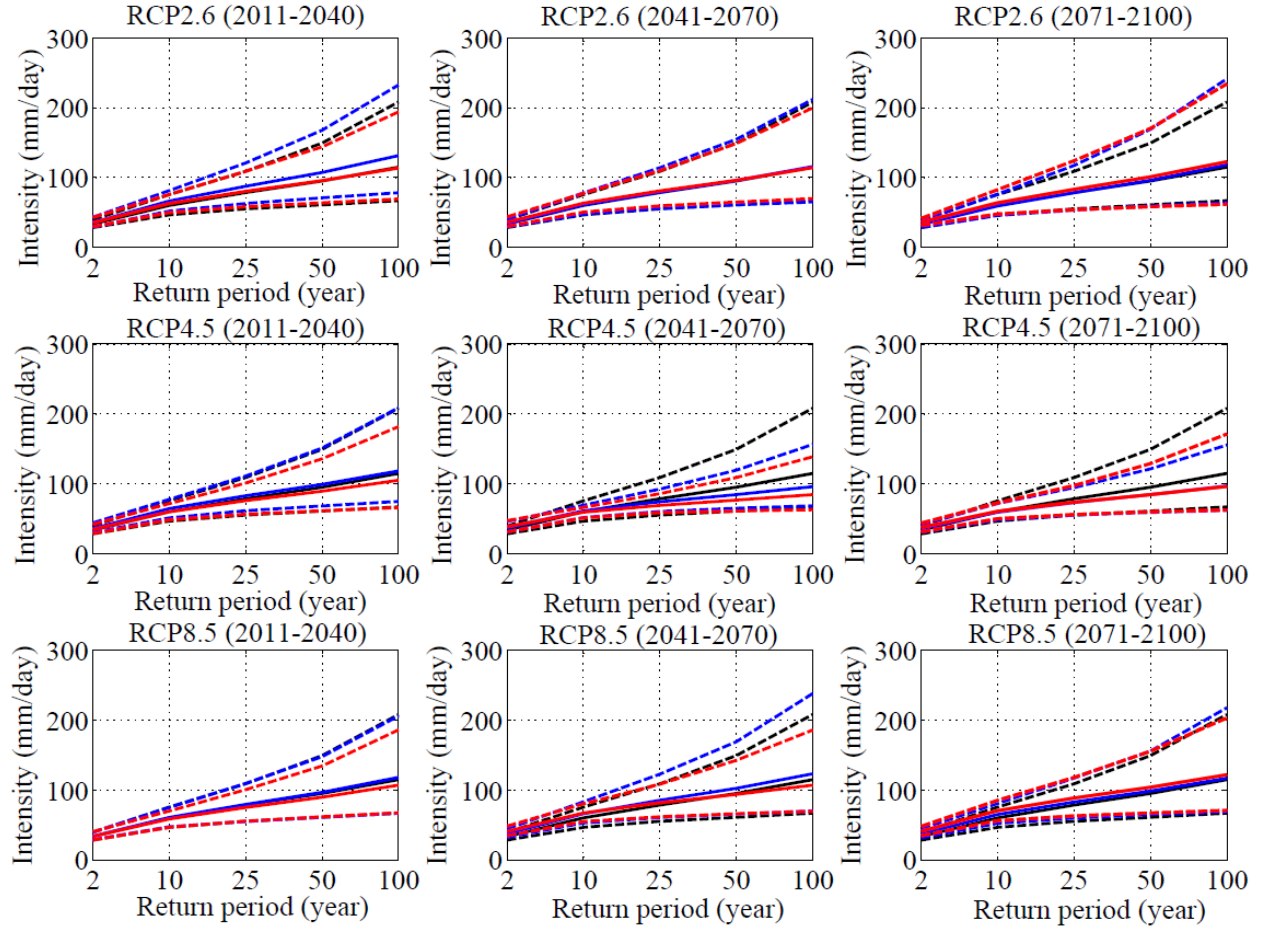 RCP2.6 (2011-2040)
300
200
100
0
Intensity (mm/day)
2 10 25 50 100
Return period (year)
RCP2.6 (2041-2070)
300
200
100
0
Intensity (mm/day)
2 10 25 50 100
Return period (year)
RCP2.6 (2071-2100)
300
200
100
0
Intensity (mm/day)
2 10 25 50 100
Return period (year)
RCP4.5 (2011-2040)
300
200
100
0
Intensity (mm/day)
2 10 25 50 100
Return period (year)
RCP4.5 (2041-2070)
300
200
100
0
Intensity (mm/day)
2 10 25 50 100
Return period (year)
RCP4.5 (2071-2100)
300
200
100
0
Intensity (mm/day)
2 10 25 50 100
Return period (year)
RCP8.5 (2011-2040)
300
200
100
0
Intensity (mm/day)
2 10 25 50 100
Return period (year)
RCP8.5 (2041-2070)
300
200
100
0
Intensity (mm/day)
2 10 25 50 100
Return period (year)
RCP8.5 (2071-2100)
300
200
100
0
Intensity (mm/day)
2 10 25 50 100
Return period (year)